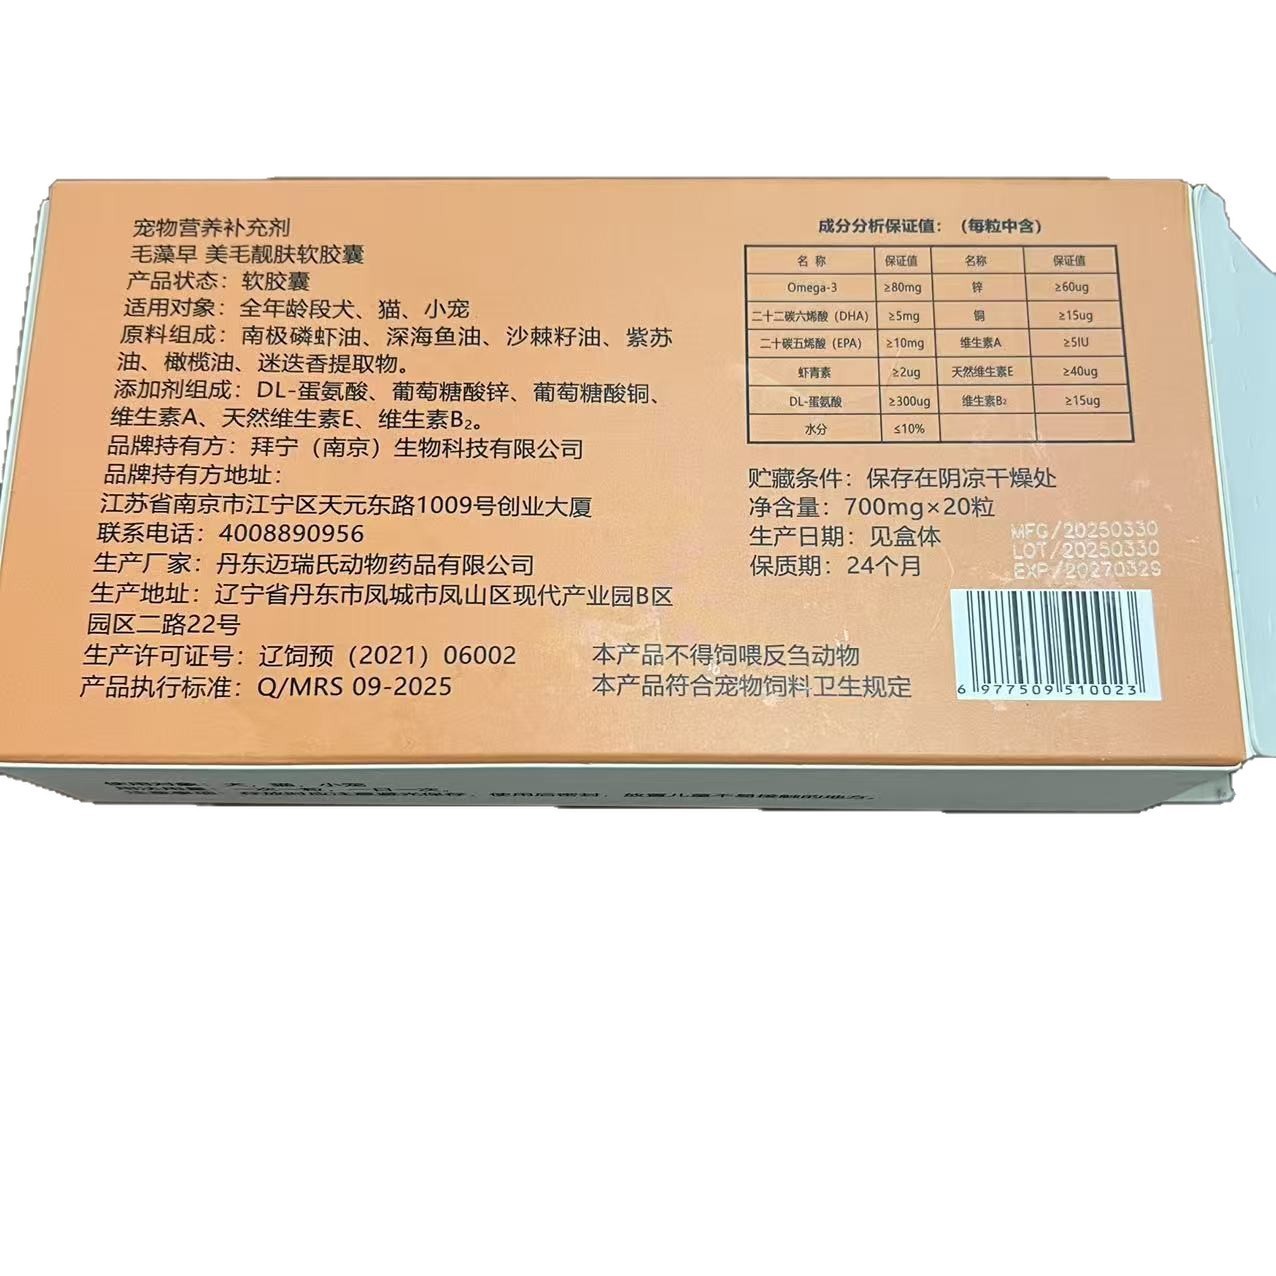 宠物营养补充剂
毛藻早 美毛靓肤软胶囊
产品状态：软胶囊
适用对象：全年龄段犬、猫、小宠
原料组成：南极磷虾油、深海鱼油、沙棘籽油、紫苏
油、橄榄油、迷迭香提取物。
添加剂组成：DL-蛋氨酸、葡萄糖酸锌、葡萄糖酸铜、
维生素A、天然维生素E、维生素B₂。
品牌持有方：拜宁（南京）生物科技有限公司
品牌持有方地址：
江苏省南京市江宁区天元东路1009号创业大厦
联系电话：4008890956
生产厂家：丹东迈瑞氏动物药品有限公司
生产地址：辽宁省丹东市凤城市凤山区现代产业园B区
园区二路22号
生产许可证号：辽饲预（2021）06002
产品执行标准：Q/MRS 09-2025
成分分析保证值：（每粒中含）
名 称 保证值 名称 保证值
Omega-3 ≥80mg 锌 ≥60ug
二十二碳六烯酸（DHA） ≥5mg 铜 ≥15ug
二十碳五烯酸（EPA） ≥10mg 维生素A ≥5IU
虾青素 ≥2ug 天然维生素E ≥40ug
DL-蛋氨酸 ≥300ug 维生素B₂ ≥15ug
水分 ≤10%
贮藏条件：保存在阴凉干燥处
净含量：700mg×20粒
生产日期：见盒体
保质期：24个月
MFG/20250330
LOT/20250330
EXP/20270329
本产品不得饲喂反刍动物
本产品符合宠物饲料卫生规定
6 977509 510023